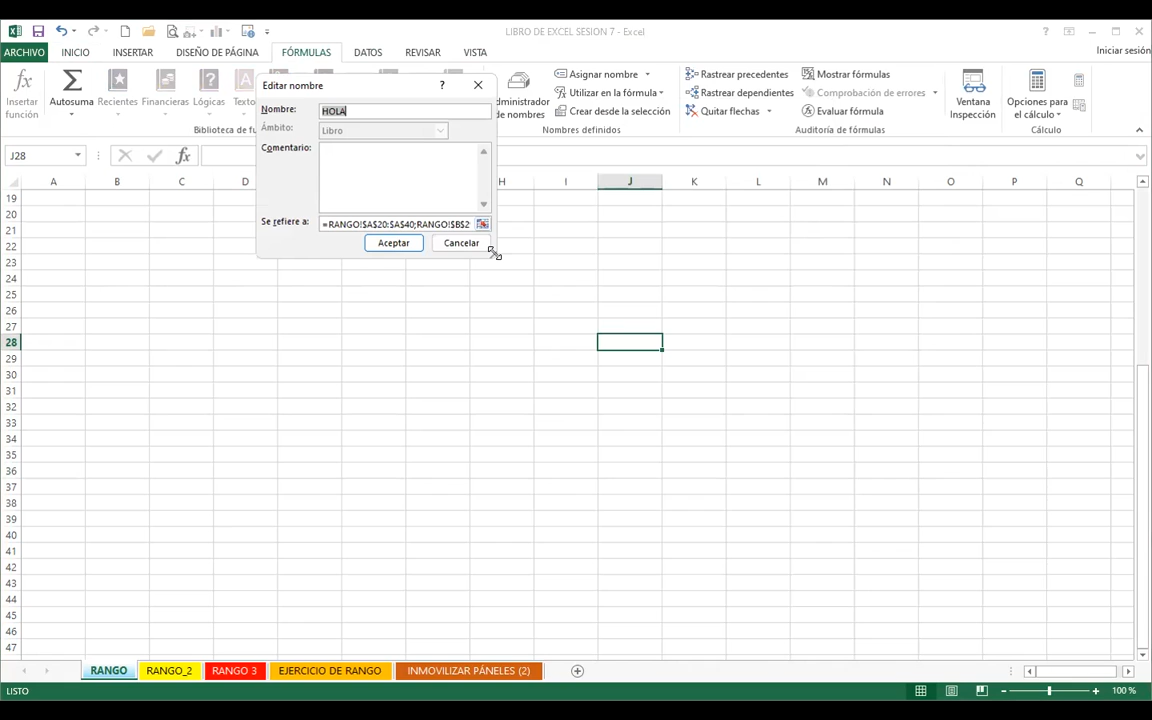 LIBRO DE EXCEL SESION 7 - Excel
ARCHIVO INICIO INSERTAR DISEÑO DE PÁGINA FÓRMULAS DATOS REVISAR VISTA Iniciar sesión
Insertar función
Autosuma
Recientes
Financieras
Lógicas
Texto
Administrador de nombres
Asignar nombre
Utilizar en la fórmula
Crear desde la selección
Rastrear precedentes
Rastrear dependientes
Quitar flechas
Mostrar fórmulas
Comprobación de errores
Evaluar fórmula
Ventana Inspección
Opciones para el cálculo
Nombres definidos
Auditoría de fórmulas
Cálculo
Editar nombre
Nombre: HOLA
Ámbito: Libro
Comentario:
Se refiere a: =RANGO!$A$20:$A$40;RANGO!$B$2
Aceptar Cancelar
J28
A B C D H I J K L M N O P Q
19
20
21
22
23
24
25
26
27
28
29
30
31
32
33
34
35
36
37
38
39
40
41
42
43
44
45
46
47
RANGO RANGO_2 RANGO 3 EJERCICIO DE RANGO INMOVILIZAR PÁNELES (2)
LISTO 100 %